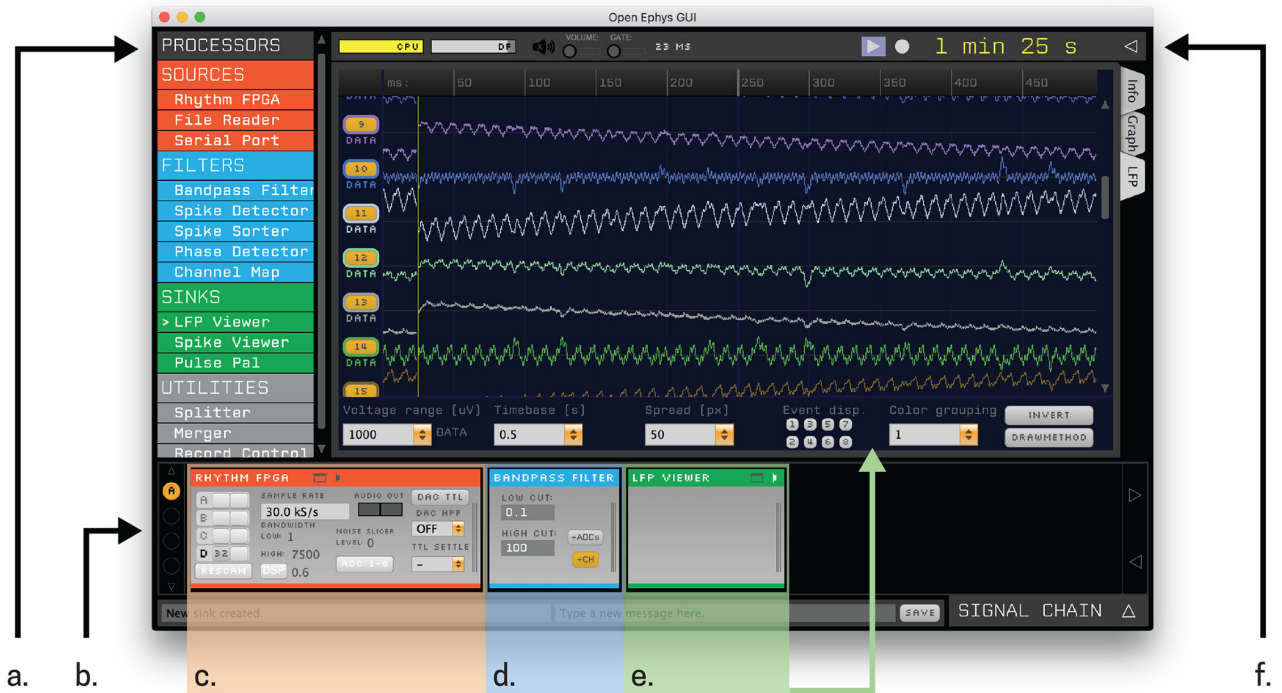 Open Ephys GUI
PROCESSORS
SOURCES
Rhythm FPGA
File Reader
Serial Port
FILTERS
Bandpass Filter
Spike Detector
Spike Sorter
Phase Detector
Channel Map
SINKS
> LFP Viewer
Spike Viewer
Pulse Pal
UTILITIES
Splitter
Merger
Record Control
CPU DF VOLUME: GATE: 23 MS 1 min 25 s
ms: 50 100 150 200 250 300 350 400 450
Info
Graph
LFP
DATA
9
DATA
10
DATA
11
DATA
12
DATA
13
DATA
14
DATA
15
Voltage range [uV] Timebase [s] Spread [px] Event disp. Color grouping INVERT
1000 DATA 0.5 50 1 3 5 7 1 DRAWMETHOD
2 4 6 8
A
RHYTHM FPGA
A
B
C
D 32
RESCAN
SAMPLE RATE
30.0 kS/s
BANDWIDTH
LOW: 1
HIGH: 7500
DSP 0.6
AUDIO OUT
NOISE SLICER
LEVEL: 0
ADC 1-8
DAC TTL
DAC HPF
OFF
TTL SETTLE
-
BANDPASS FILTER
LOW CUT:
0.1
HIGH CUT:
100
+ADCs
+CH
LFP VIEWER
New sink created. Type a new message here. SAVE SIGNAL CHAIN
a. b. c. d. e. f.